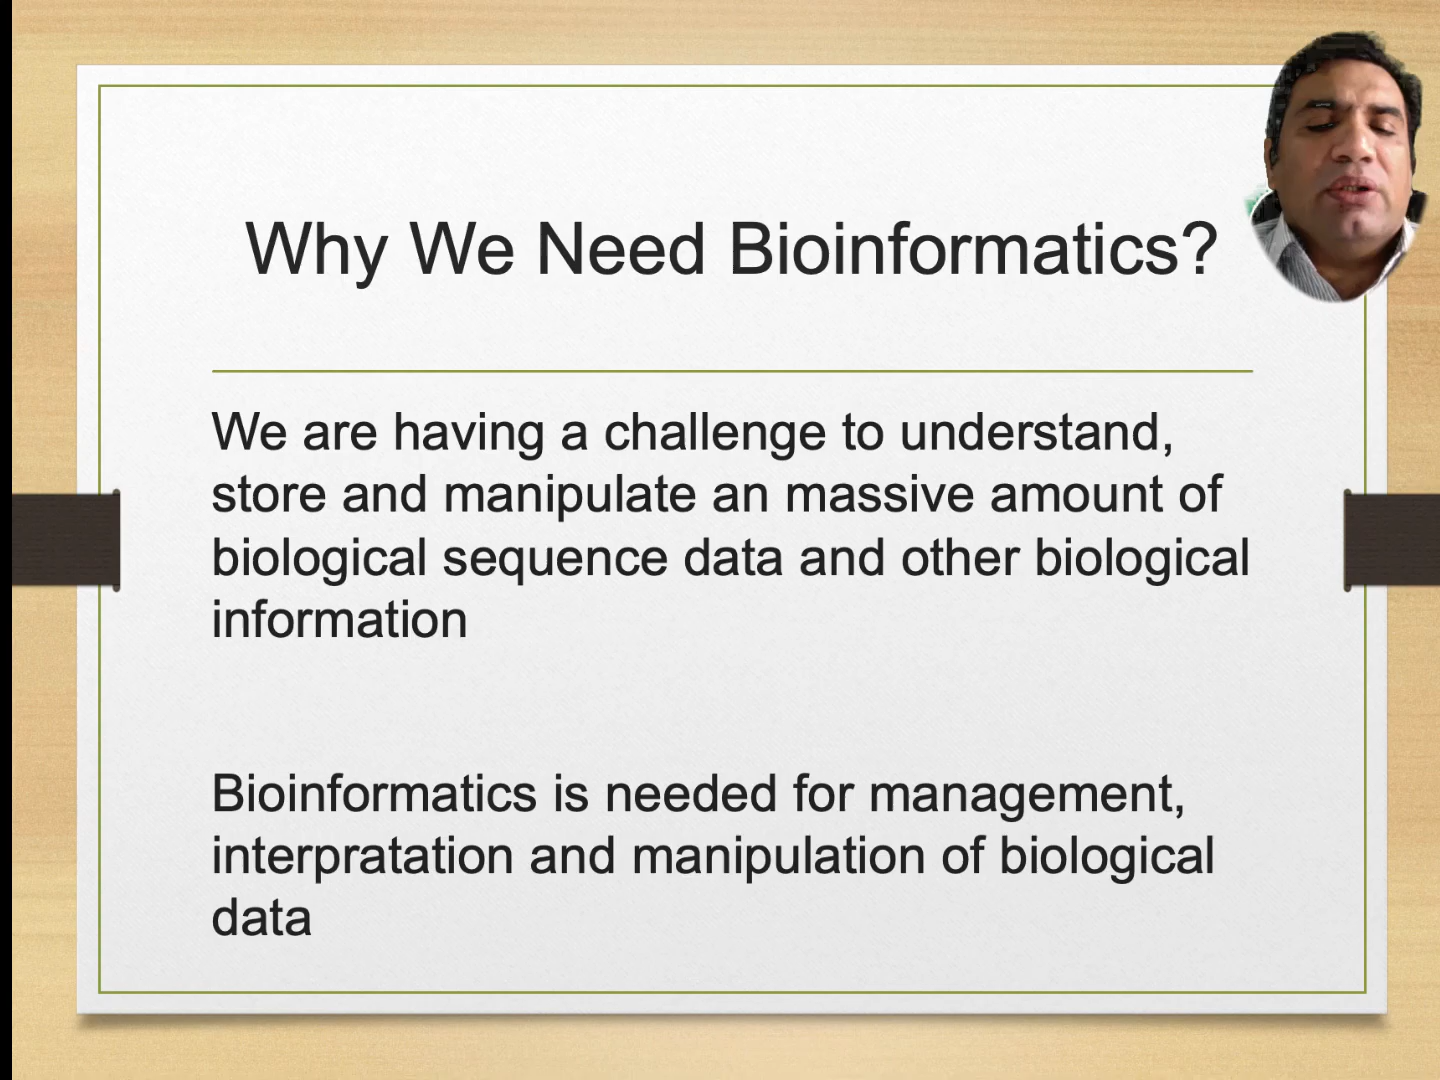 Why We Need Bioinformatics?
We are having a challenge to understand,
store and manipulate an massive amount of
biological sequence data and other biological
information
Bioinformatics is needed for management,
interpratation and manipulation of biological
data